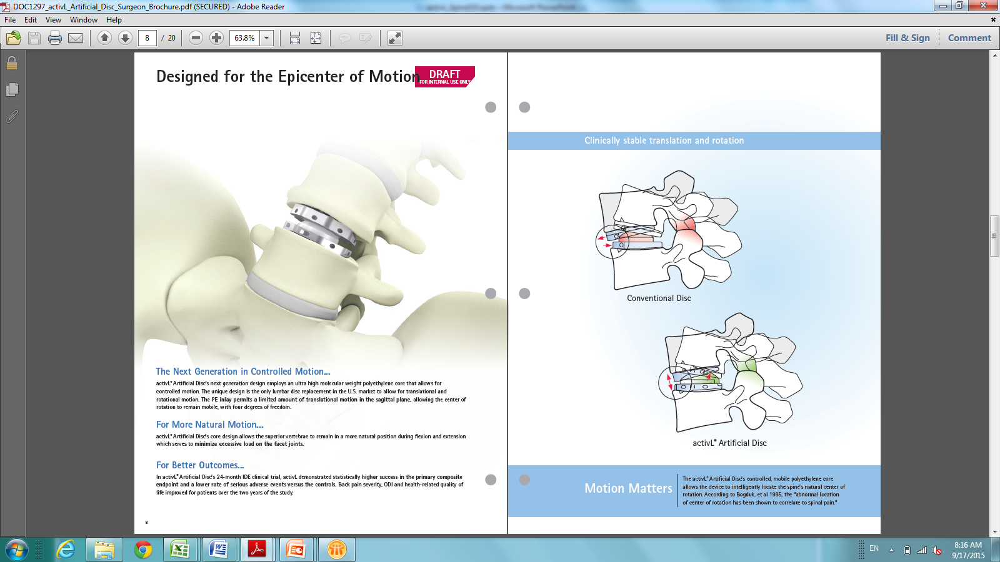 DOC1297_activL_Artificial_Disc_Surgeon_Brochure.pdf (SECURED) - Adobe Reader
File Edit View Window Help
8 / 20 63.8% Fill & Sign Comment
Designed for the Epicenter of Motion
DRAFT
FOR INTERNAL USE ONLY
The Next Generation in Controlled Motion...
activL® Artificial Disc's next generation design employs an ultra high molecular weight polyethylene core that allows for
controlled motion. The unique design is the only lumbar disc replacement in the U.S. market to allow for translational and
rotational motion. The PE inlay permits a limited amount of translational motion in the sagittal plane, allowing the center of
rotation to remain mobile, with four degrees of freedom.
For More Natural Motion...
activL® Artificial Disc's core design allows the superior vertebrae to remain in a more natural position during flexion and extension
which serves to minimize excessive load on the facet joints.
For Better Outcomes...
In activL® Artificial Disc's 24-month IDE clinical trial, activL demonstrated statistically higher success in the primary composite
endpoint and a lower rate of serious adverse events versus the controls. Back pain severity, ODI and health-related quality of
life improved for patients over the two years of the study.
8
Clinically stable translation and rotation
Conventional Disc
activL® Artificial Disc
Motion Matters
The activL® Artificial Disc's controlled, mobile polyethylene core
allows the device to intelligently locate the spine's natural center of
rotation. According to Bogduk, et al 1995, the "abnormal location
of center of rotation has been shown to correlate to spinal pain."
EN
8:16 AM
9/17/2015